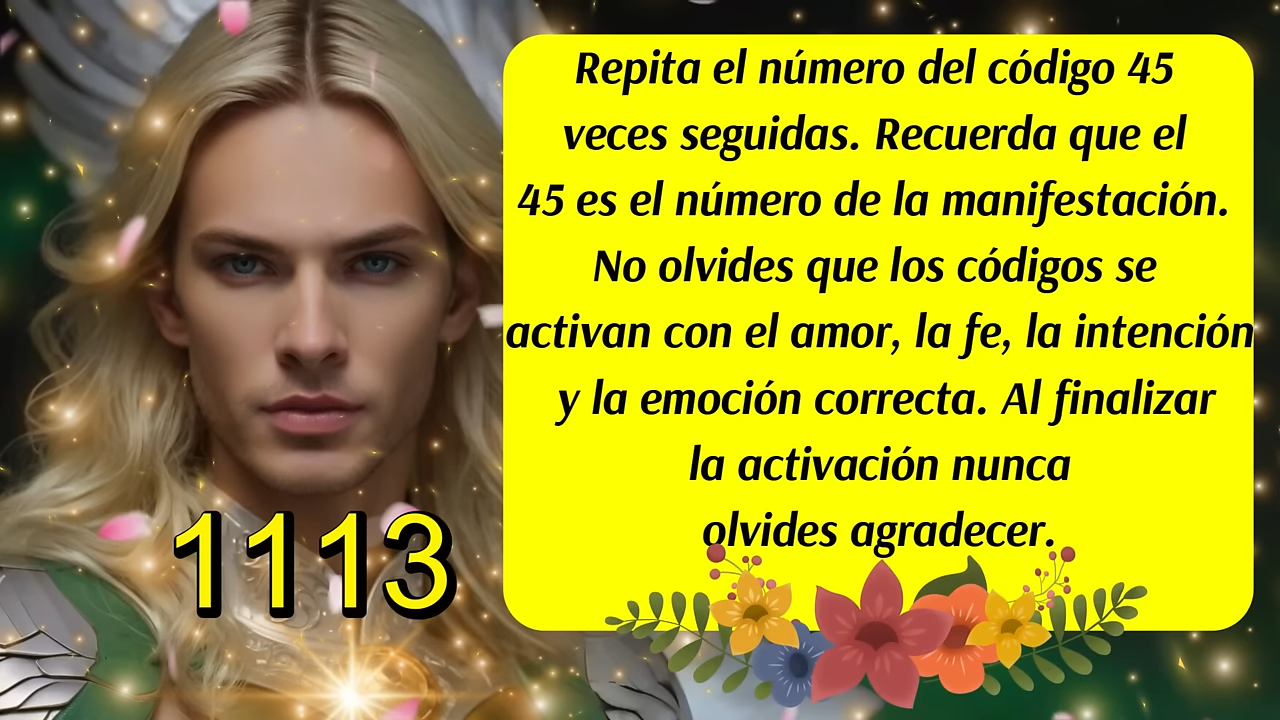 Repita el número del código 45
veces seguidas. Recuerda que el
45 es el número de la manifestación.
No olvides que los códigos se
activan con el amor, la fe, la intención
y la emoción correcta. Al finalizar
la activación nunca
olvides agradecer.
1113